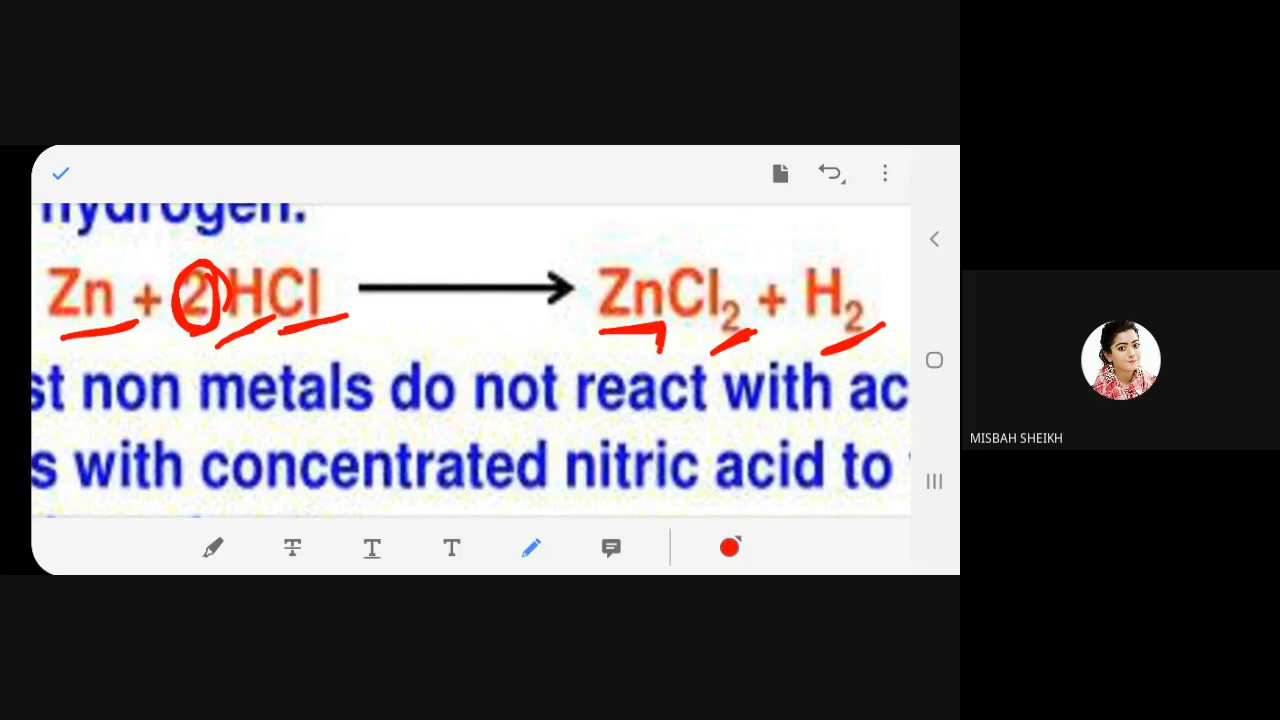 hydrogen.
Zn + 2HCl ⟶ ZnCl₂ + H₂
st non metals do not react with ac
s with concentrated nitric acid to
T T T
MISBAH SHEIKH